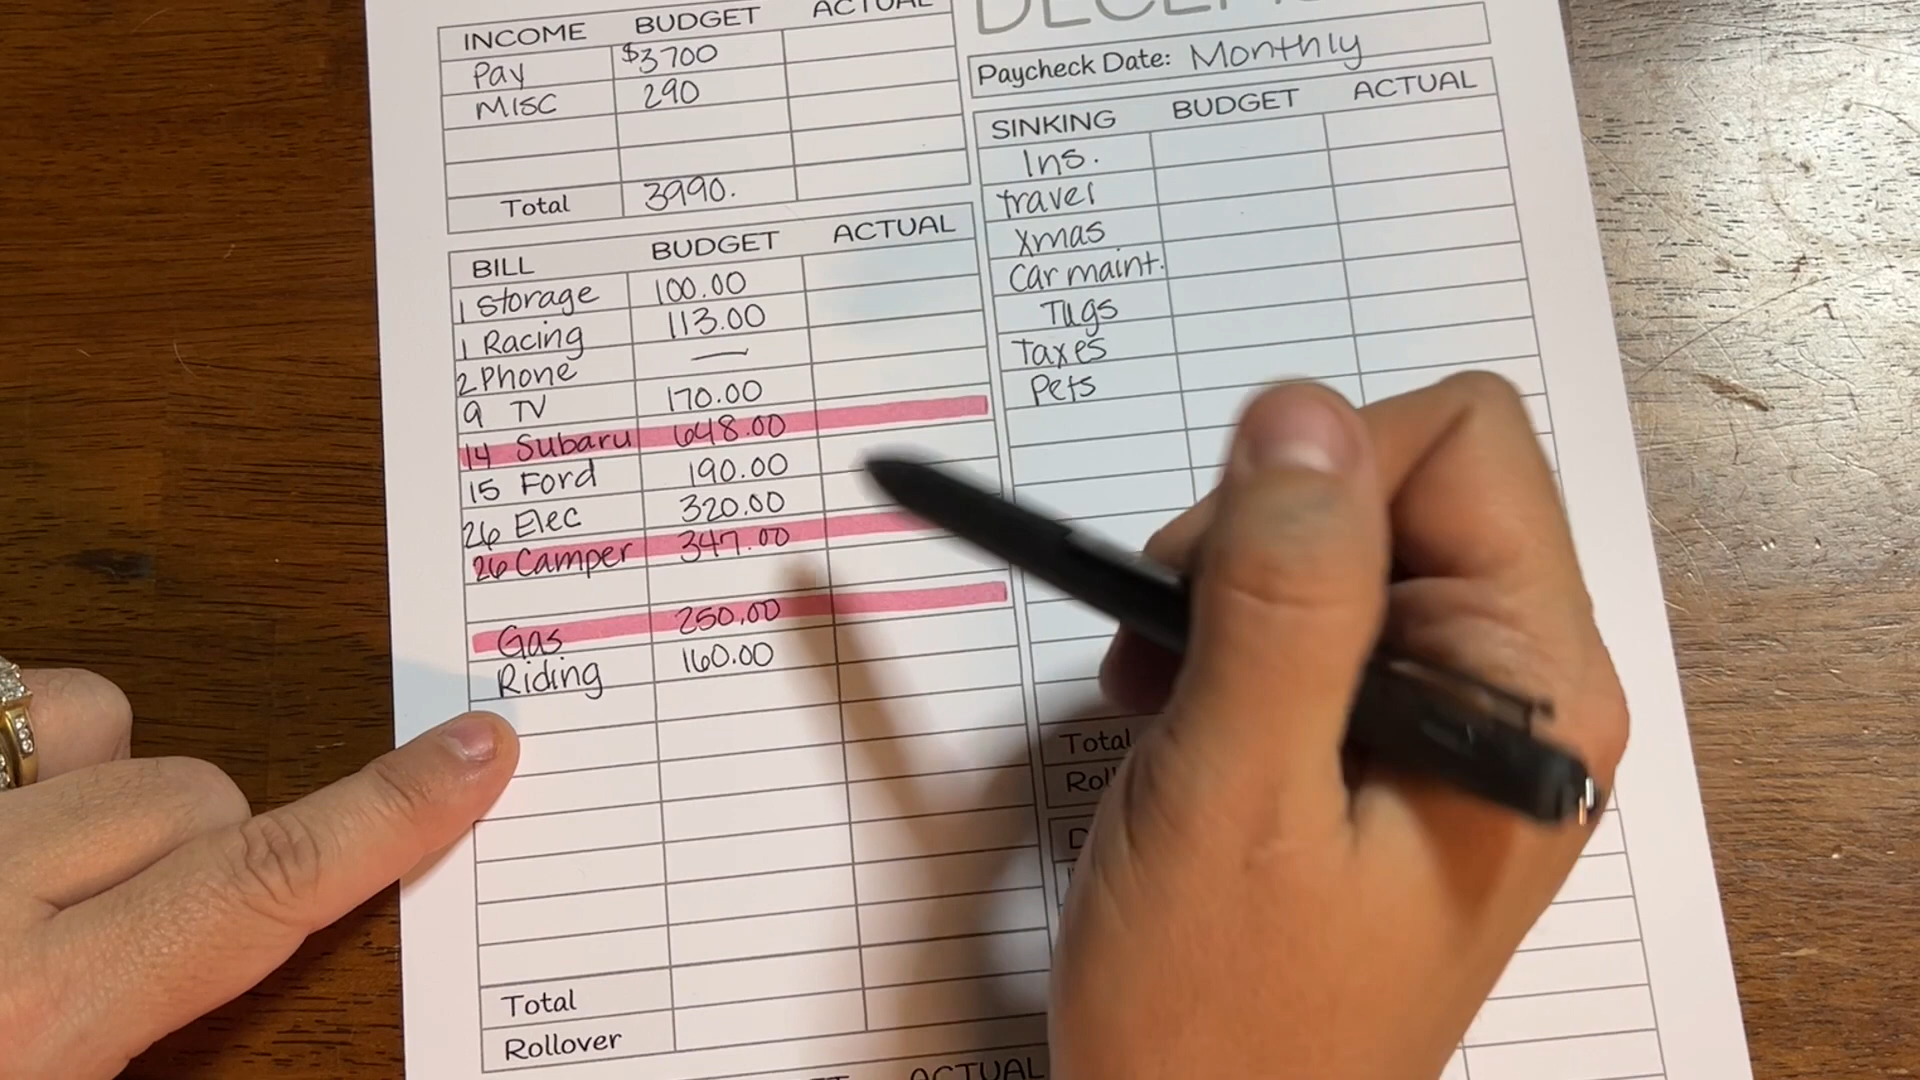 INCOME BUDGET ACTUAL
Pay $3700
MISC 290
Total 3990.
BILL BUDGET ACTUAL
1 Storage 100.00
1 Racing 113.00
2 Phone —
9 TV 170.00
14 Subaru 648.00
15 Ford 190.00
26 Elec 320.00
26 Camper 347.00
Gas 250.00
Riding 160.00
Total
Rollover
ACTUAL
Paycheck Date: Monthly
SINKING BUDGET ACTUAL
Ins.
travel
Xmas
Car maint.
Tags
Taxes
Pets
Total